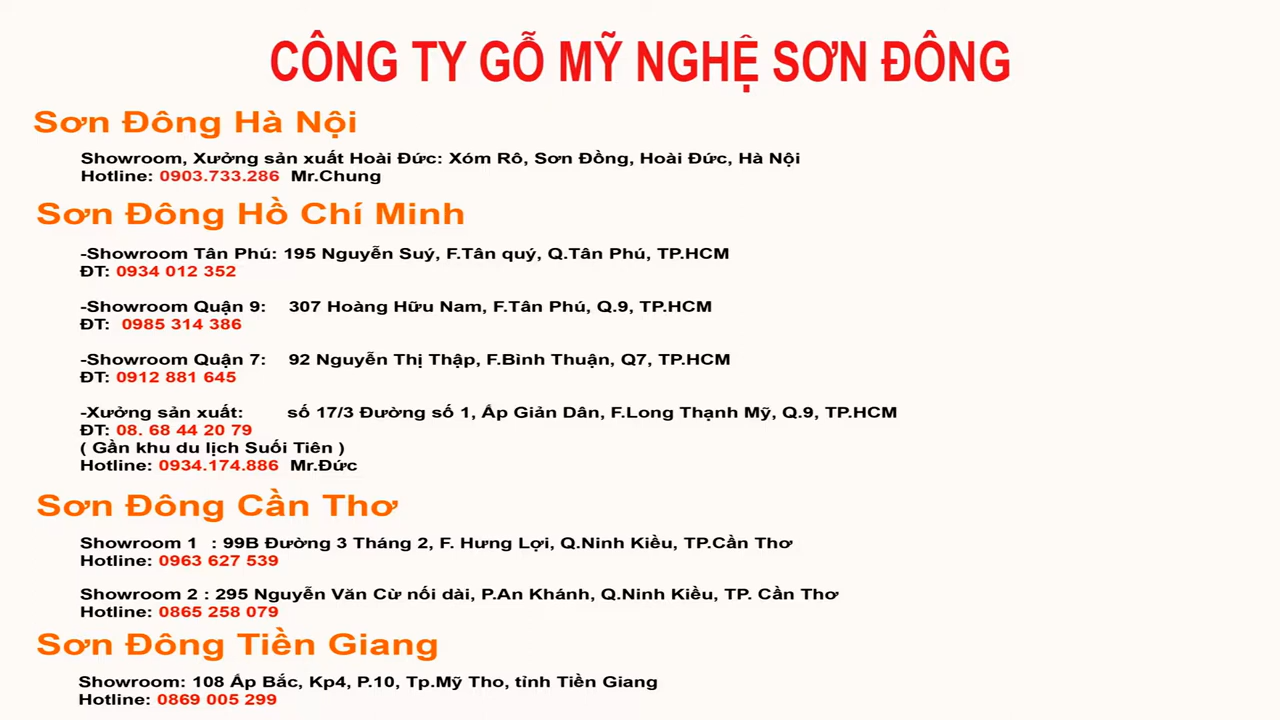 CÔNG TY GỖ MỸ NGHỆ SƠN ĐÔNG
Sơn Đông Hà Nội
Showroom, Xưởng sản xuất Hoài Đức: Xóm Rô, Sơn Đồng, Hoài Đức, Hà Nội
Hotline: 0903.733.286 Mr.Chung
Sơn Đông Hồ Chí Minh
-Showroom Tân Phú: 195 Nguyễn Suý, F.Tân quý, Q.Tân Phú, TP.HCM
ĐT: 0934 012 352
-Showroom Quận 9: 307 Hoàng Hữu Nam, F.Tân Phú, Q.9, TP.HCM
ĐT: 0985 314 386
-Showroom Quận 7: 92 Nguyễn Thị Thập, F.Bình Thuận, Q7, TP.HCM
ĐT: 0912 881 645
-Xưởng sản xuất: số 17/3 Đường số 1, Ấp Giản Dân, F.Long Thạnh Mỹ, Q.9, TP.HCM
ĐT: 08. 68 44 20 79
( Gần khu du lịch Suối Tiên )
Hotline: 0934.174.886 Mr.Đức
Sơn Đông Cần Thơ
Showroom 1 : 99B Đường 3 Tháng 2, F. Hưng Lợi, Q.Ninh Kiều, TP.Cần Thơ
Hotline: 0963 627 539
Showroom 2 : 295 Nguyễn Văn Cừ nối dài, P.An Khánh, Q.Ninh Kiều, TP. Cần Thơ
Hotline: 0865 258 079
Sơn Đông Tiền Giang
Showroom: 108 Ấp Bắc, Kp4, P.10, Tp.Mỹ Tho, tỉnh Tiền Giang
Hotline: 0869 005 299